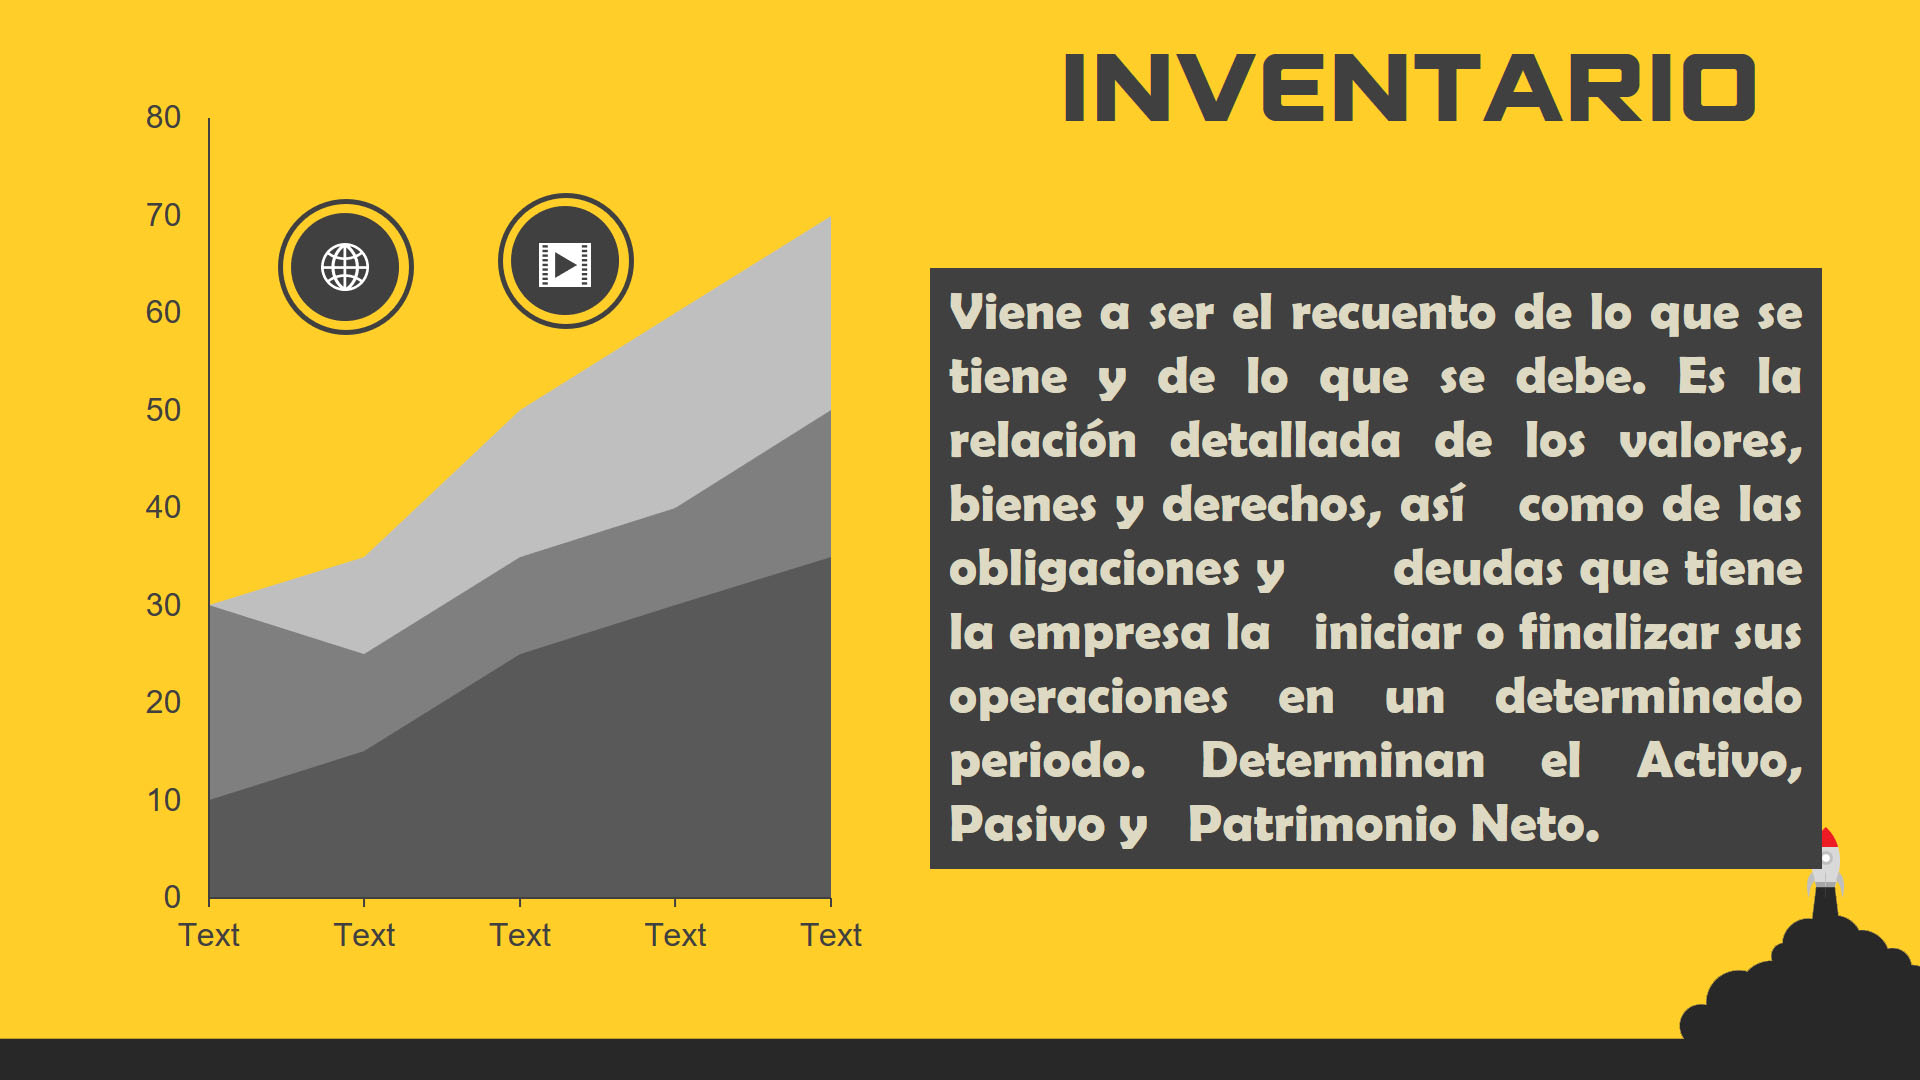 INVENTARIO
80
70
60
50
40
30
20
10
0
Text Text Text Text Text
Viene a ser el recuento de lo que se
tiene y de lo que se debe. Es la
relación detallada de los valores,
bienes y derechos, así como de las
obligaciones y deudas que tiene
la empresa la iniciar o finalizar sus
operaciones en un determinado
periodo. Determinan el Activo,
Pasivo y Patrimonio Neto.